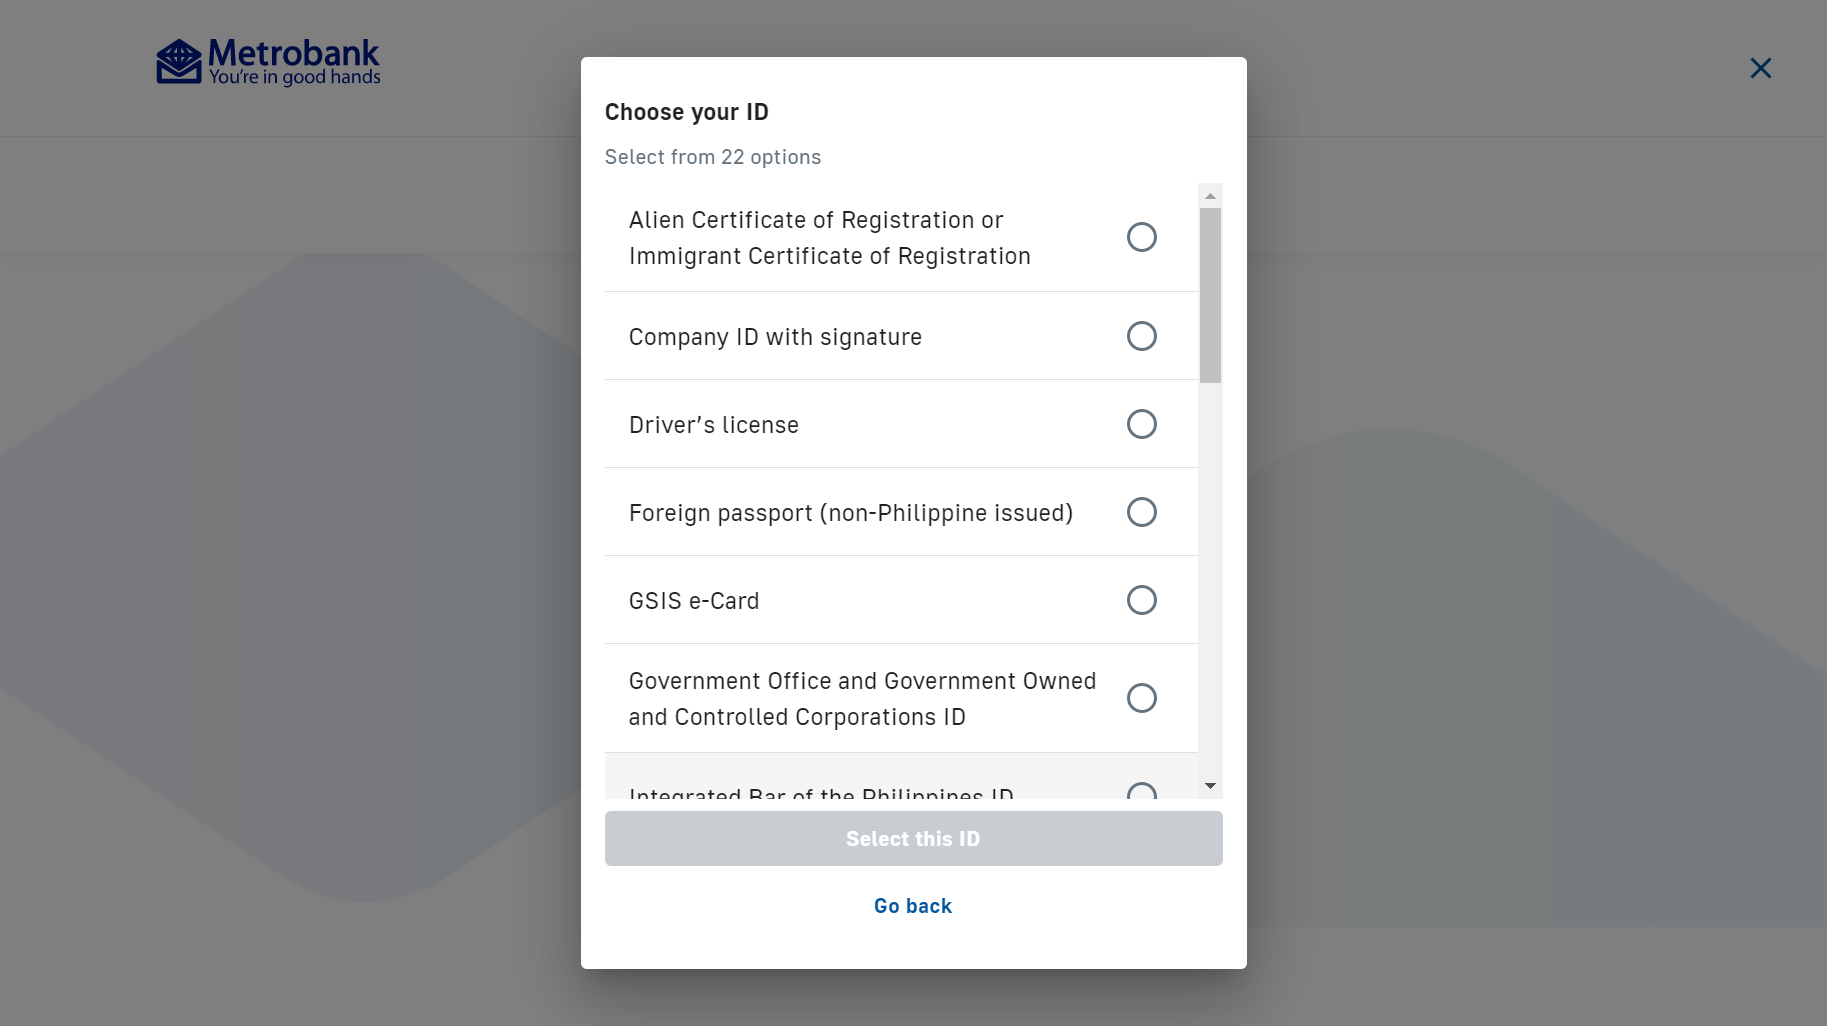 Metrobank
You're in good hands
Choose your ID
Select from 22 options
Alien Certificate of Registration or
Immigrant Certificate of Registration
Company ID with signature
Driver’s license
Foreign passport (non-Philippine issued)
GSIS e-Card
Government Office and Government Owned
and Controlled Corporations ID
Integrated Bar of the Philippines ID
Select this ID
Go back